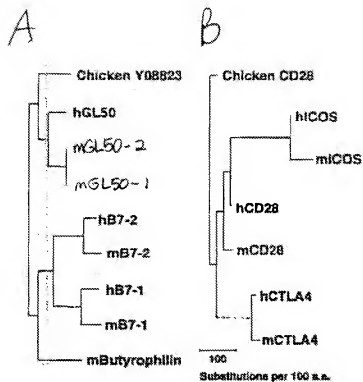 A
B
Chicken Y08823
hGL50
mGL50-2
mGL50-1
hB7-2
mB7-2
hB7-1
mB7-1
mButyrophilin
Chicken CD28
hICOS
mICOS
hCD28
mCD28
hCTLA4
mCTLA4
100
Substitutions per 100 a.a.